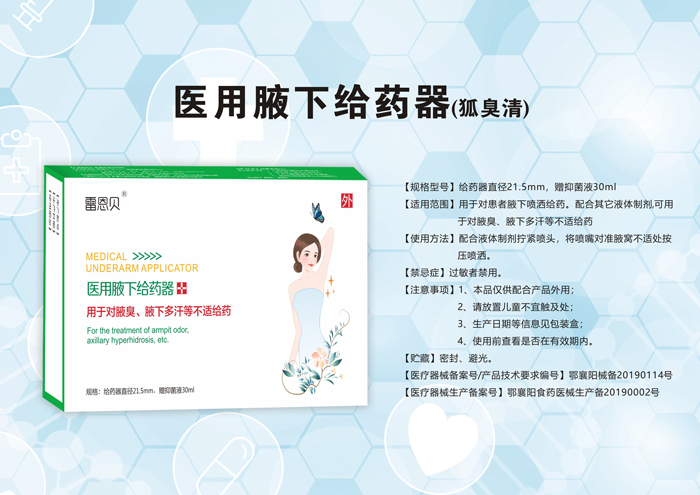 医用腋下给药器(狐臭清)
雷恩贝®
外
MEDICAL >>>>>
UNDERARM APPLICATOR
医用腋下给药器
用于对腋臭、腋下多汗等不适给药
For the treatment of armpit odor,
axillary hyperhidrosis, etc.
规格：给药器直径21.5mm，赠抑菌液30ml
【规格型号】给药器直径21.5mm，赠抑菌液30ml
【适用范围】用于对患者腋下喷洒给药。配合其它液体制剂,可用
于对腋臭、腋下多汗等不适给药
【使用方法】配合液体制剂拧紧喷头，将喷嘴对准腋窝不适处按
压喷洒。
【禁忌症】过敏者禁用。
【注意事项】1、本品仅供配合产品外用；
2、请放置儿童不宜触及处；
3、生产日期等信息见包装盒；
4、使用前查看是否在有效期内。
【贮藏】密封、避光。
【医疗器械备案号/产品技术要求编号】鄂襄阳械备20190114号
【医疗器械生产备案号】鄂襄阳食药医械生产备20190002号